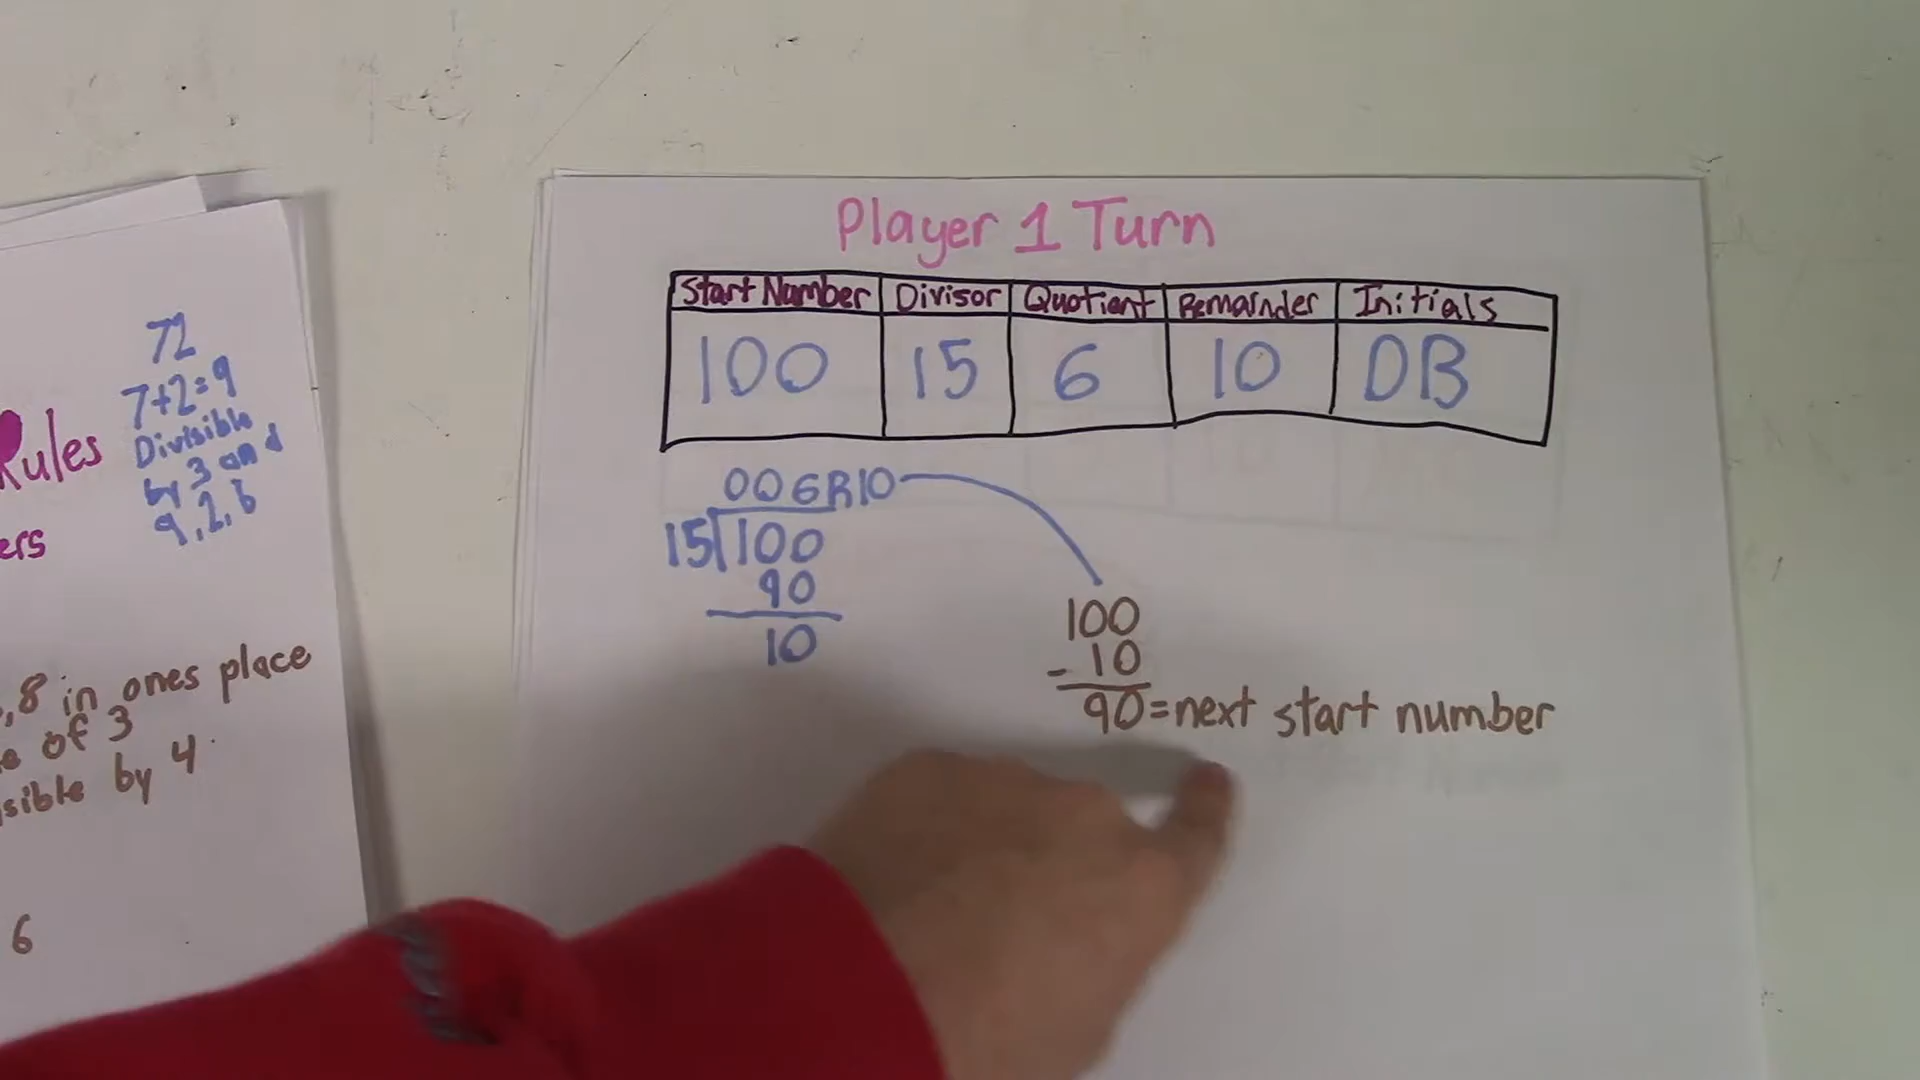 72
7+2=9
Divisible
by 3 and
9,2,6
Rules
ers
,8 in ones place
of 3
sible by 4
6
Player 1 Turn
Start Number Divisor Quotient Remainder Initials
100 15 6 10 DB
006R10
15 100
90
10
100
- 10
90=next start number